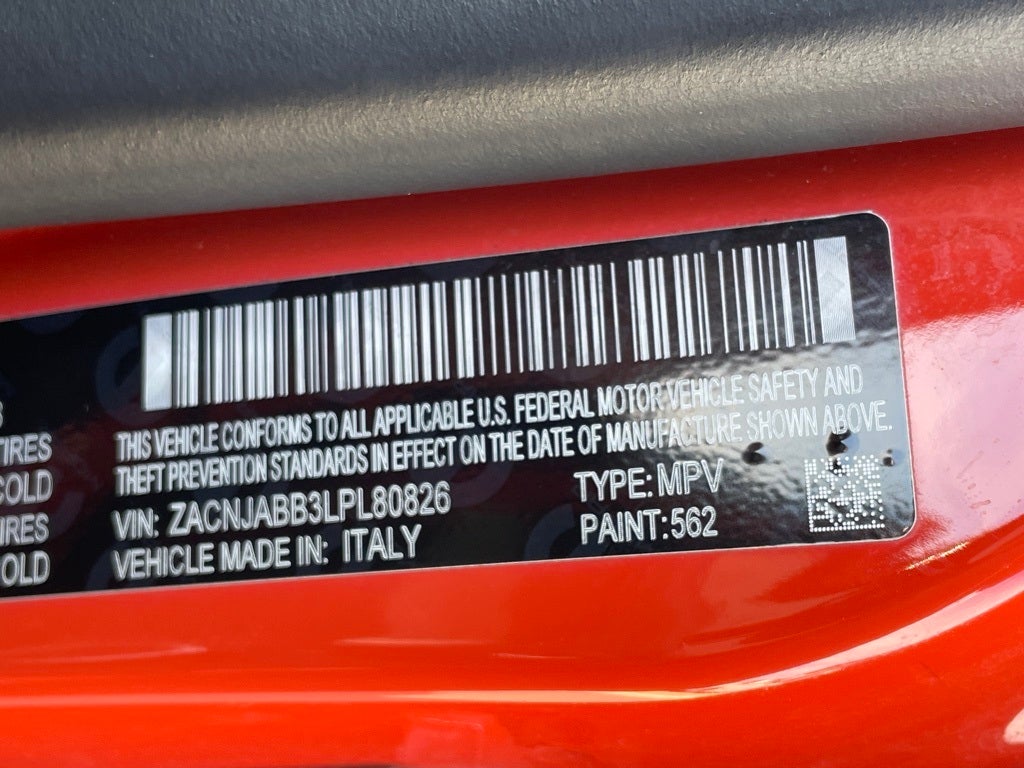 TIRES
COLD
TIRES
COLD
THIS VEHICLE CONFORMS TO ALL APPLICABLE U.S. FEDERAL MOTOR VEHICLE SAFETY AND
THEFT PREVENTION STANDARDS IN EFFECT ON THE DATE OF MANUFACTURE SHOWN ABOVE.
VIN: ZACNJABB3LPL80826
TYPE: MPV
VEHICLE MADE IN: ITALY
PAINT:562